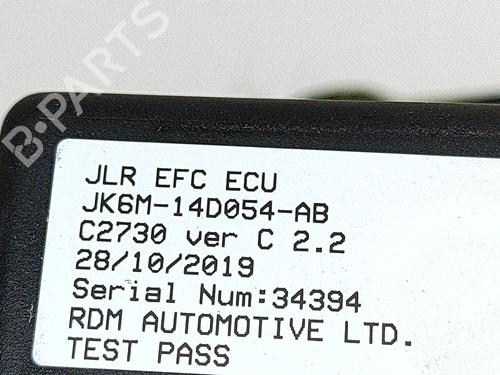 B·PARTS
JLR EFC ECU
JK6M-14D054-AB
C2730 ver C 2.2
28/10/2019
Serial Num:34394
RDM AUTOMOTIVE LTD.
TEST PASS